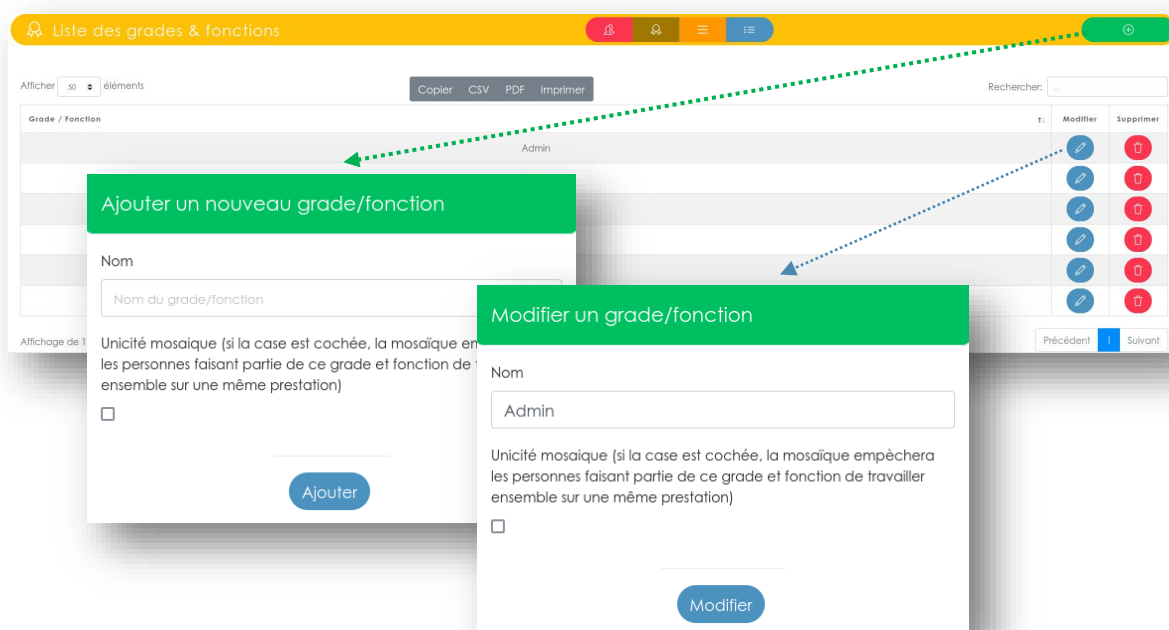 Liste des grades & fonctions
Afficher 50 éléments
Copier CSV PDF Imprimer
Rechercher: ...
Grade / Fonction Modifier Supprimer
Admin
Ajouter un nouveau grade/fonction
Nom
Nom du grade/fonction
Unicité mosaique (si la case est cochée, la mosaïque em
les personnes faisant partie de ce grade et fonction de
ensemble sur une même prestation)
Ajouter
Modifier un grade/fonction
Nom
Admin
Unicité mosaique (si la case est cochée, la mosaïque empèchera
les personnes faisant partie de ce grade et fonction de travailler
ensemble sur une même prestation)
Modifier
Affichage de 1
Précédent 1 Suivant